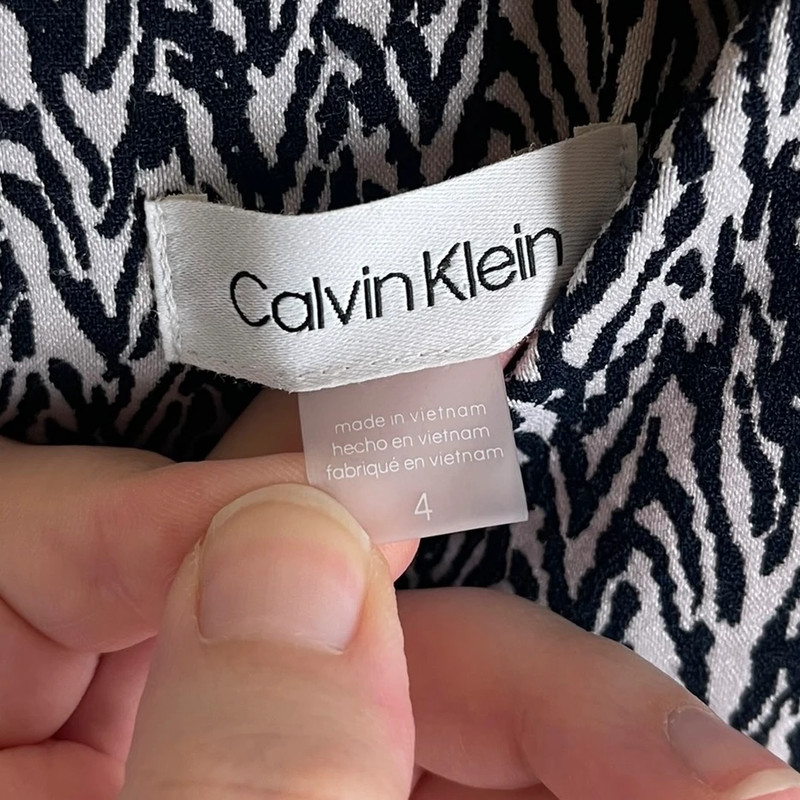 Calvin Klein
made in vietnam
hecho en vietnam
fabriqué en vietnam
4